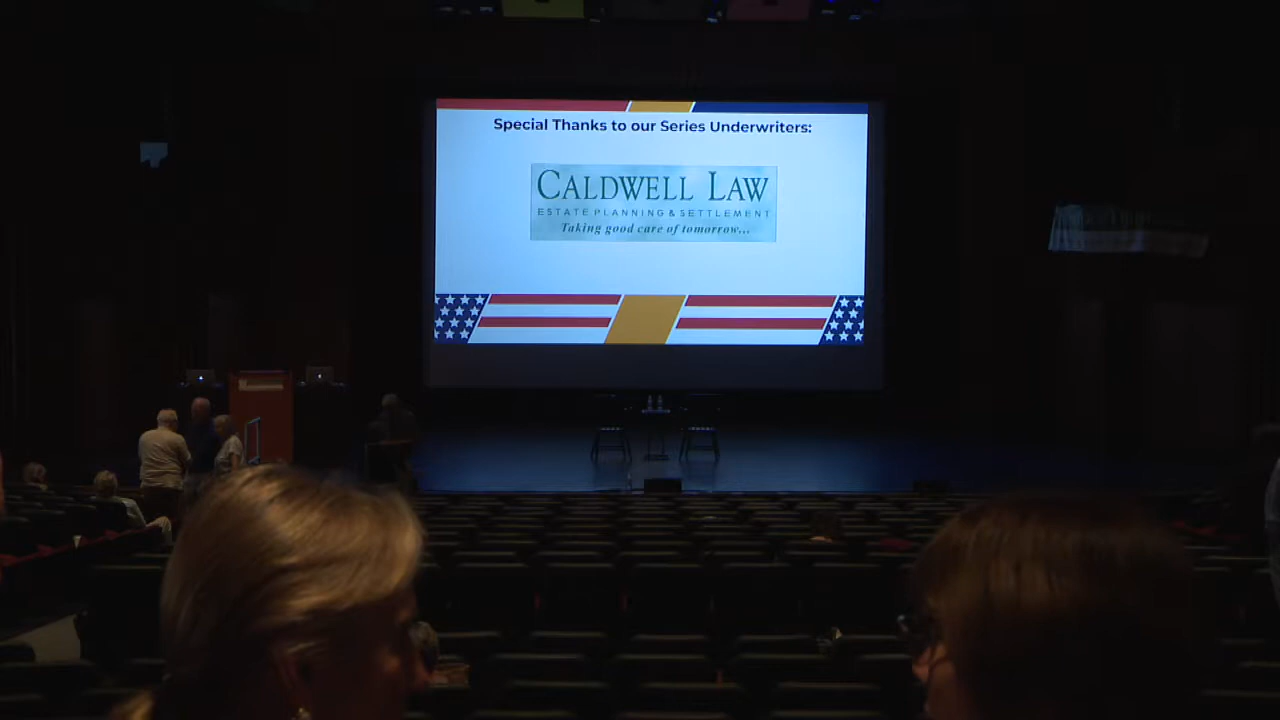 Special Thanks to our Series Underwriters:
CALDWELL LAW
ESTATE PLANNING & SETTLEMENT
Taking good care of tomorrow...